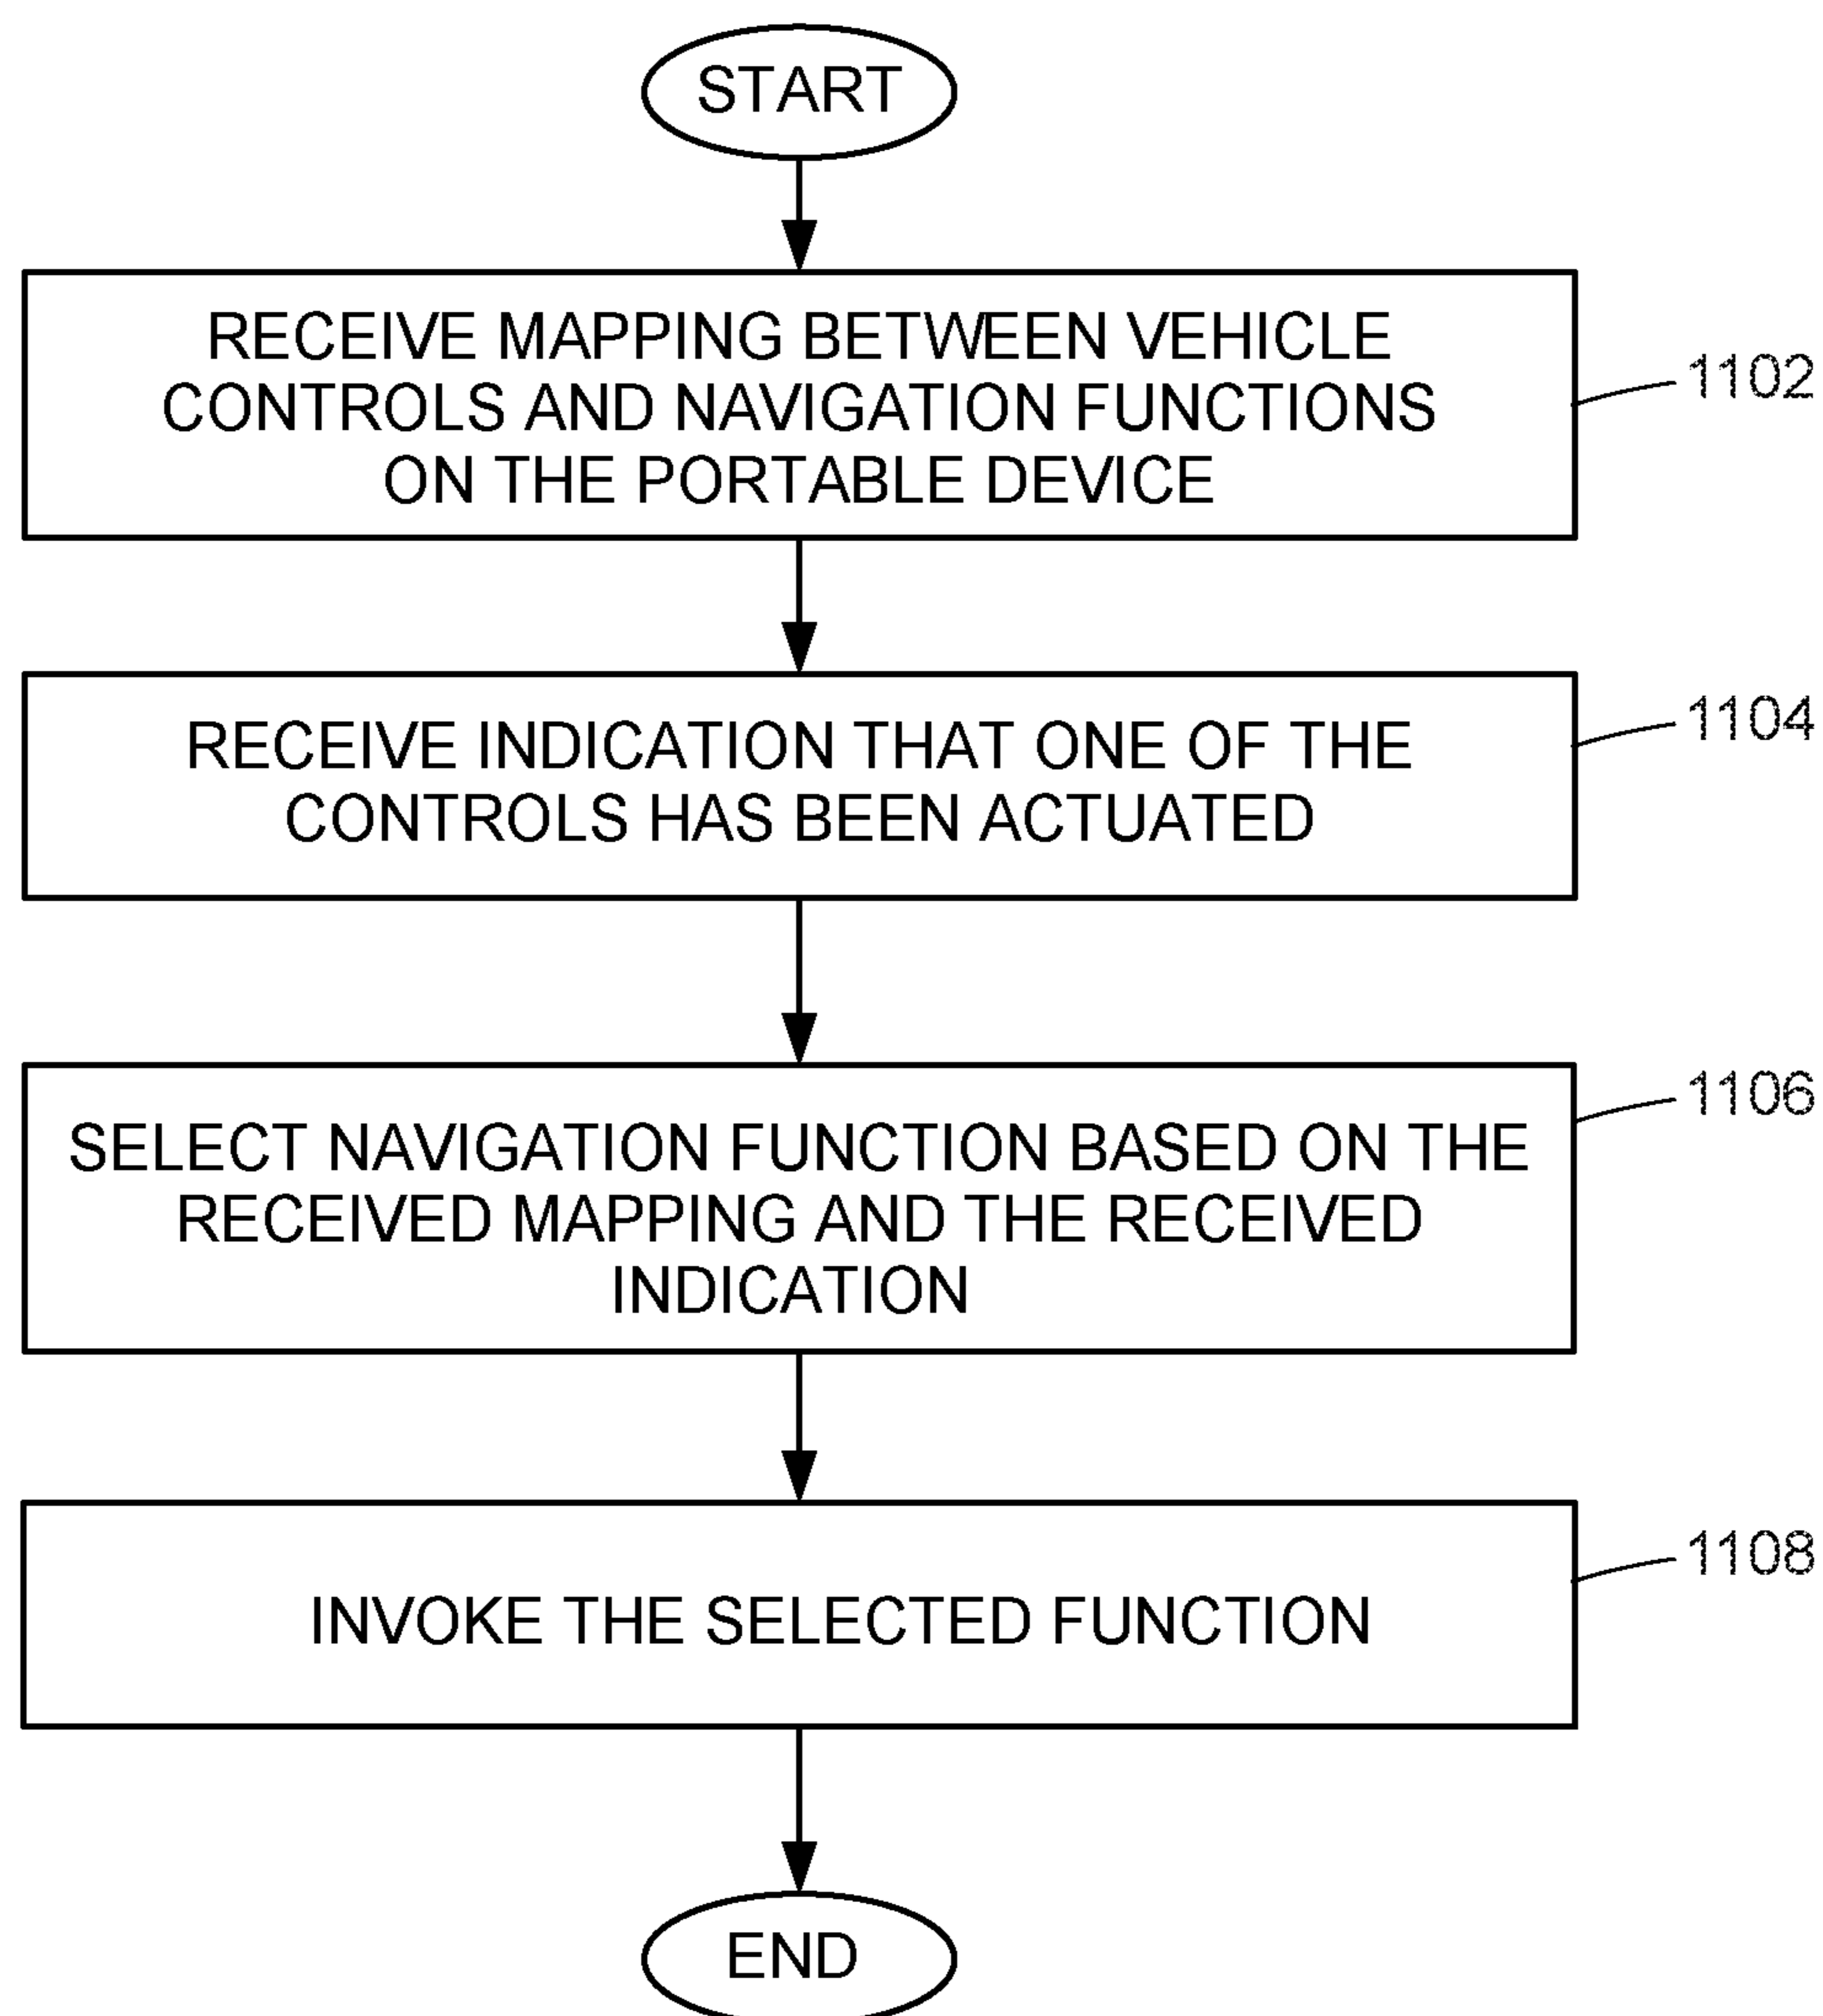 START
RECEIVE MAPPING BETWEEN VEHICLE
CONTROLS AND NAVIGATION FUNCTIONS
ON THE PORTABLE DEVICE
1102
RECEIVE INDICATION THAT ONE OF THE
CONTROLS HAS BEEN ACTUATED
1104
SELECT NAVIGATION FUNCTION BASED ON THE
RECEIVED MAPPING AND THE RECEIVED
INDICATION
1106
INVOKE THE SELECTED FUNCTION
1108
END